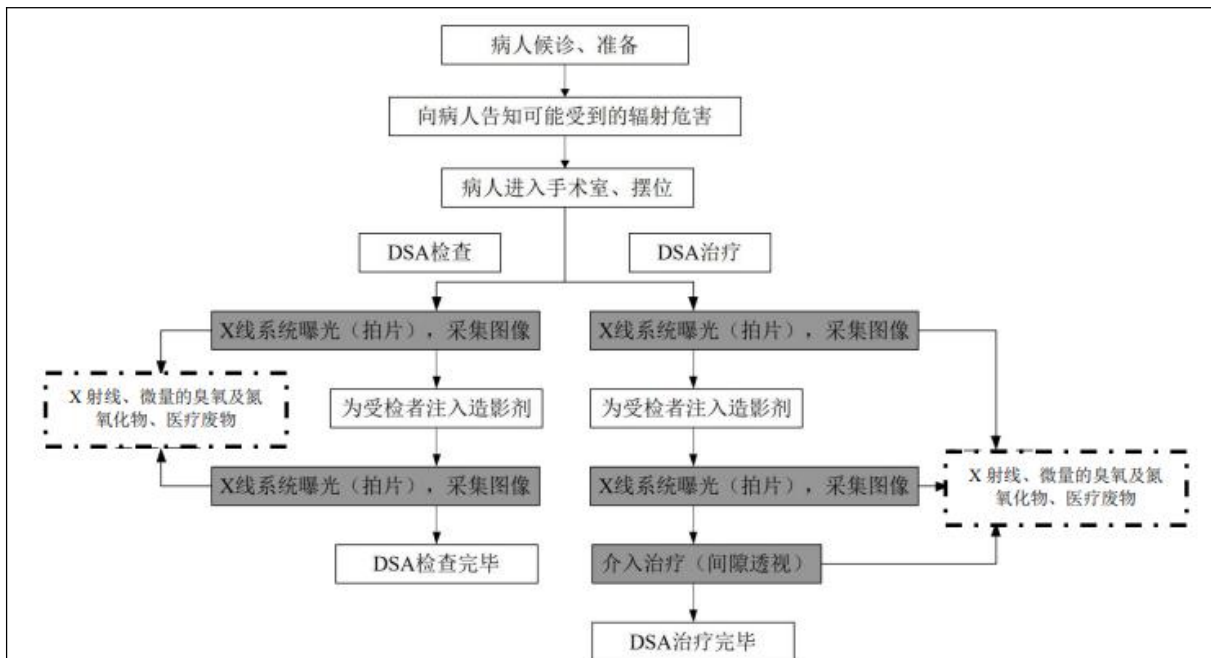 病人候诊、准备
向病人告知可能受到的辐射危害
病人进入手术室、摆位
DSA检查
DSA治疗
X线系统曝光（拍片），采集图像
X线系统曝光（拍片），采集图像
X 射线、微量的臭氧及氮
氧化物、医疗废物
为受检者注入造影剂
为受检者注入造影剂
X线系统曝光（拍片），采集图像
X线系统曝光（拍片），采集图像
X 射线、微量的臭氧及氮
氧化物、医疗废物
DSA检查完毕
介入治疗（间隙透视）
DSA治疗完毕